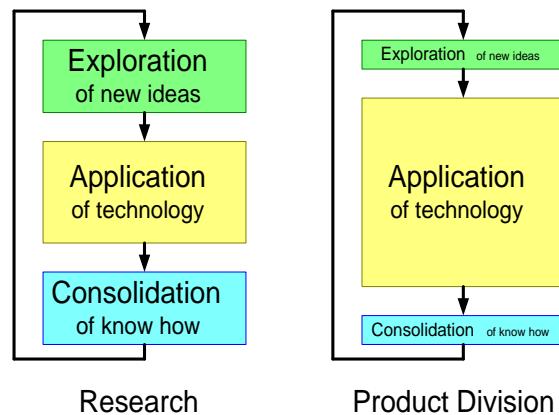 Exploration
of new ideas
Application
of technology
Consolidation
of know how
Research
Exploration of new ideas
Application
of technology
Consolidation of know how
Product Division